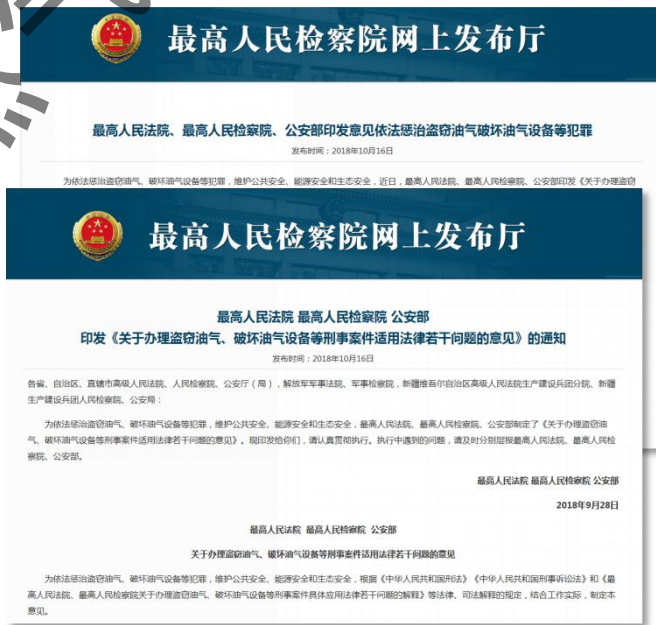 最高人民检察院网上发布厅
最高人民法院、最高人民检察院、公安部印发意见依法惩治盗窃油气破坏油气设备等犯罪
发布时间：2018年10月16日
为依法惩治盗窃油气、破坏油气设备等犯罪，维护公共安全、能源安全和生态安全，近日，最高人民法院、最高人民检察院、公安部印发《关于办理盗窃
最高人民检察院网上发布厅
最高人民法院 最高人民检察院 公安部
印发《关于办理盗窃油气、破坏油气设备等刑事案件适用法律若干问题的意见》的通知
发布时间：2018年10月16日
各省、自治区、直辖市高级人民法院、人民检察院、公安厅（局），解放军军事法院、军事检察院，新疆维吾尔自治区高级人民法院生产建设兵团分院、新疆
生产建设兵团人民检察院、公安局：
为依法惩治盗窃油气、破坏油气设备等犯罪，维护公共安全、能源安全和生态安全，最高人民法院、最高人民检察院、公安部制定了《关于办理盗窃油
气、破坏油气设备等刑事案件适用法律若干问题的意见》。现印发给你们，请认真贯彻执行。执行中遇到的问题，请及时分别层报最高人民法院、最高人民检
察院、公安部。
最高人民法院 最高人民检察院 公安部
2018年9月28日
最高人民法院 最高人民检察院 公安部
关于办理盗窃油气、破坏油气设备等刑事案件适用法律若干问题的意见
为依法惩治盗窃油气、破坏油气设备等犯罪，维护公共安全、能源安全和生态安全，根据《中华人民共和国刑法》《中华人民共和国刑事诉讼法》和《最
高人民法院、最高人民检察院关于办理盗窃油气、破坏油气设备等刑事案件具体应用法律若干问题的解释》等法律、司法解释的规定，结合工作实际，制定本
意见。